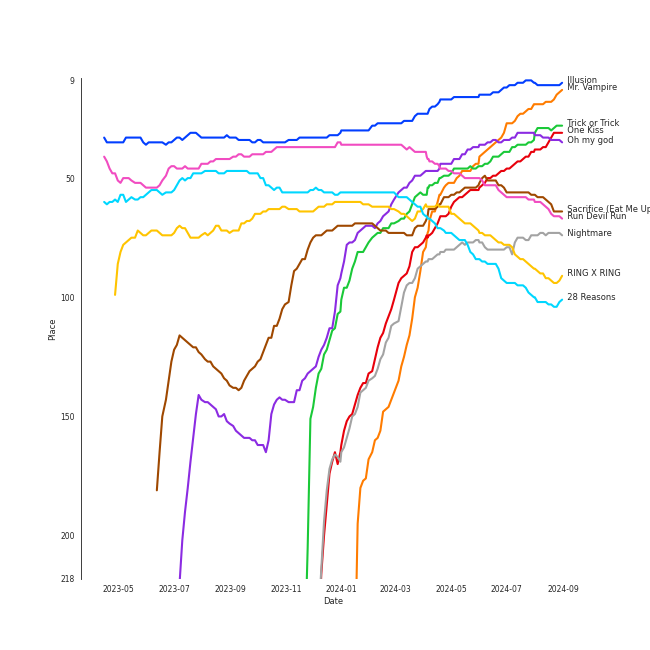 9
50
100
150
200
218
Place
2023-05
2023-07
2023-09
2023-11
2024-01
2024-03
2024-05
2024-07
2024-09
Date
Illusion
Mr. Vampire
Trick or Trick
One Kiss
Oh my god
Sacrifice (Eat Me Up
Run Devil Run
Nightmare
RING X RING
28 Reasons